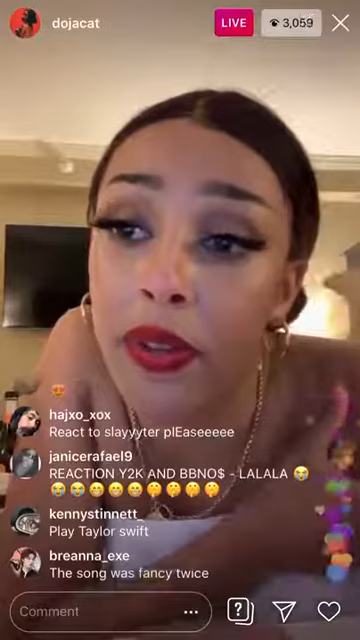 dojacat
LIVE
3,059
hajxo_xox
React to slayyyter plEaseeeee
janicerafael9
REACTION Y2K AND BBNO$ - LALALA 😭
😭😭😁😁😁🤫🤫🤫🤫
kennystinnett_
Play Taylor swift
breanna_exe
The song was fancy twice
Comment